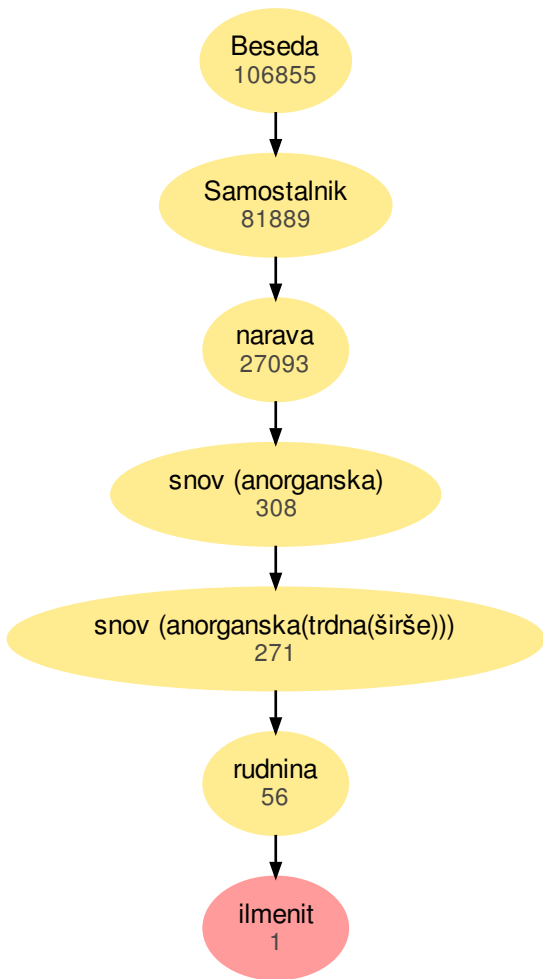 Beseda
106855
Samostalnik
81889
narava
27093
snov (anorganska)
308
snov (anorganska(trdna(širše)))
271
rudnina
56
ilmenit
1